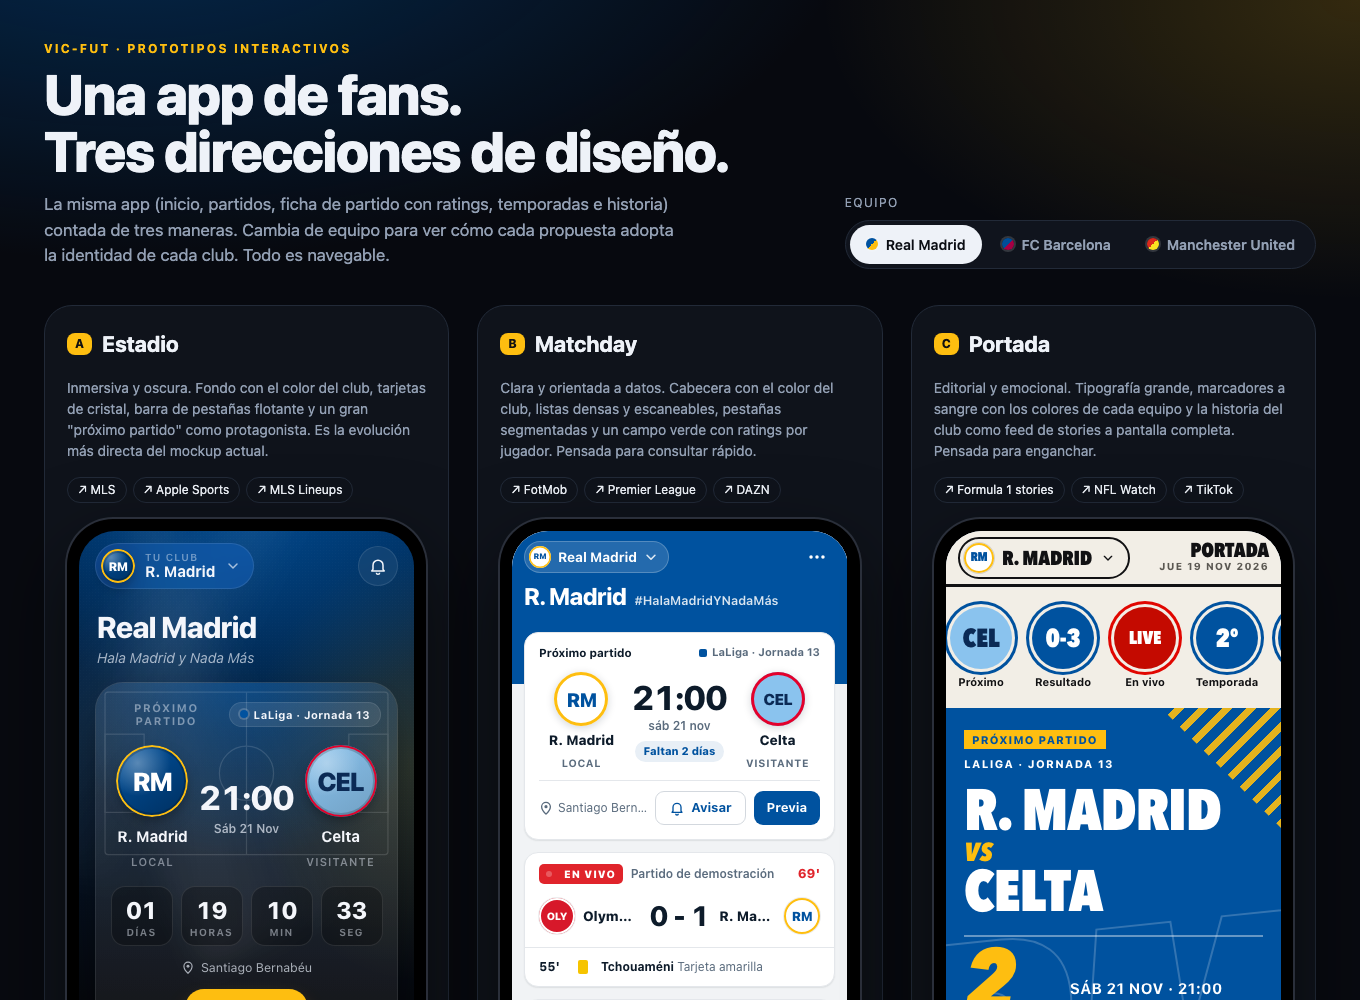 VIC-FUT · PROTOTIPOS INTERACTIVOS
Una app de fans.
Tres direcciones de diseño.
La misma app (inicio, partidos, ficha de partido con ratings, temporadas e historia)
contada de tres maneras. Cambia de equipo para ver cómo cada propuesta adopta
la identidad de cada club. Todo es navegable.
EQUIPO
Real Madrid
FC Barcelona
Manchester United
A Estadio
Inmersiva y oscura. Fondo con el color del club, tarjetas
de cristal, barra de pestañas flotante y un gran
"próximo partido" como protagonista. Es la evolución
más directa del mockup actual.
↗ MLS
↗ Apple Sports
↗ MLS Lineups
RM
TU CLUB
R. Madrid
Real Madrid
Hala Madrid y Nada Más
PRÓXIMO
PARTIDO
LaLiga · Jornada 13
RM
21:00
CEL
Sáb 21 Nov
R. Madrid
Celta
LOCAL
VISITANTE
01
19
10
33
DÍAS
HORAS
MIN
SEG
Santiago Bernabéu
B Matchday
Clara y orientada a datos. Cabecera con el color del
club, listas densas y escaneables, pestañas
segmentadas y un campo verde con ratings por
jugador. Pensada para consultar rápido.
↗ FotMob
↗ Premier League
↗ DAZN
RM
Real Madrid
R. Madrid #HalaMadridYNadaMás
Próximo partido
LaLiga · Jornada 13
RM
21:00
CEL
sáb 21 nov
R. Madrid
Faltan 2 días
Celta
LOCAL
VISITANTE
Santiago Bern...
Avisar
Previa
EN VIVO
Partido de demostración
69'
OLY
Olym...
0 - 1
R. Ma...
RM
55'
Tchouaméni Tarjeta amarilla
C Portada
Editorial y emocional. Tipografía grande, marcadores a
sangre con los colores de cada equipo y la historia del
club como feed de stories a pantalla completa.
Pensada para enganchar.
↗ Formula 1 stories
↗ NFL Watch
↗ TikTok
RM
R. MADRID
PORTADA
JUE 19 NOV 2026
CEL
0-3
LIVE
2º
Próximo
Resultado
En vivo
Temporada
PRÓXIMO PARTIDO
LALIGA · JORNADA 13
R. MADRID
VS
CELTA
2
SÁB 21 NOV · 21:00